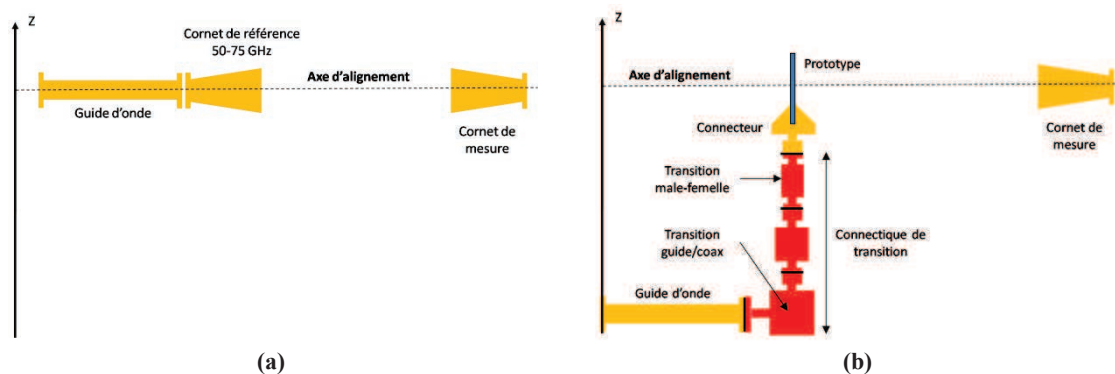 Z
Cornet de référence
50-75 GHz
Axe d'alignement
Guide d'onde
Cornet de
mesure
(a)
Z
Prototype
Axe d'alignement
Connecteur
Cornet de
mesure
Transition
male-femelle
Transition
guide/coax
Connectique de
transition
Guide d'onde
(b)